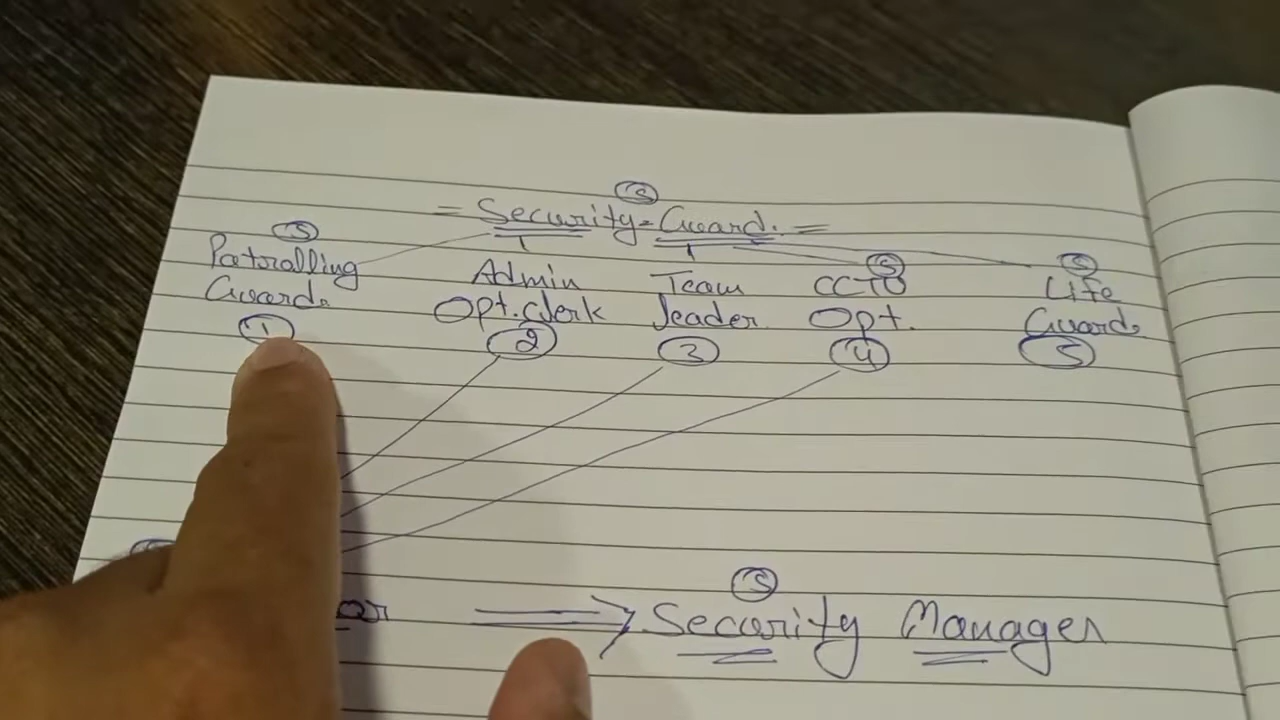 Ⓢ
= Security-Guard. =
Ⓢ
Patralling
Guard.
①
Admin
Opt.Clerk
②
Team
Leader.
③
Ⓢ
CCTV
Opt.
④
Ⓢ
Life
Guard.
⑤
Ⓢ
⟹ Security Manager